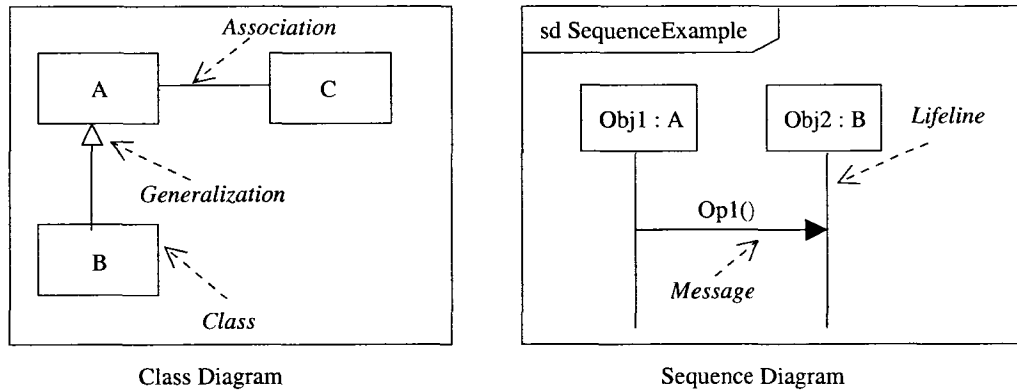 Association
A
C
Generalization
B
Class
Class Diagram
sd SequenceExample
Obj1 : A
Obj2 : B
Lifeline
Op1()
Message
Sequence Diagram